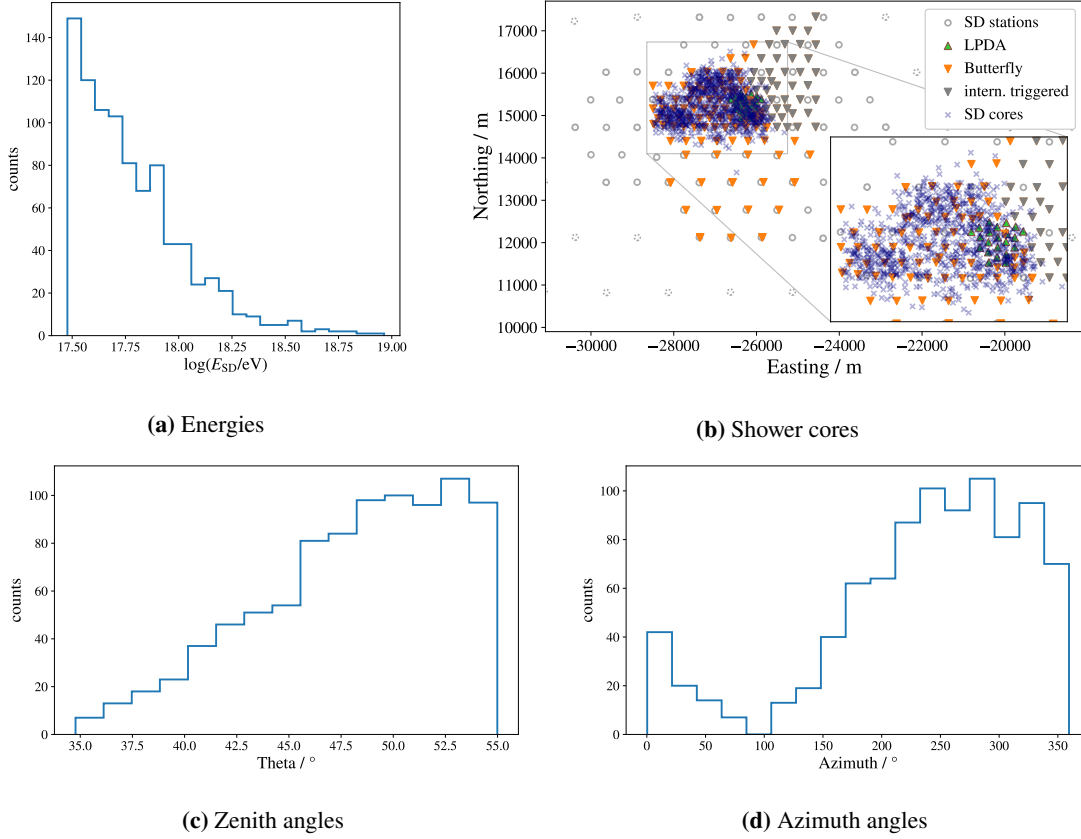 140
120
100
80
60
40
20
0
counts
17.50 17.75 18.00 18.25 18.50 18.75 19.00
log(E_SD/eV)
(a) Energies
17000
16000
15000
14000
13000
12000
11000
10000
Northing / m
SD stations
LPDA
Butterfly
intern. triggered
SD cores
−30000 −28000 −26000 −24000 −22000 −20000
Easting / m
(b) Shower cores
100
80
60
40
20
0
counts
35.0 37.5 40.0 42.5 45.0 47.5 50.0 52.5 55.0
Theta / °
(c) Zenith angles
100
80
60
40
20
0
counts
0 50 100 150 200 250 300 350
Azimuth / °
(d) Azimuth angles